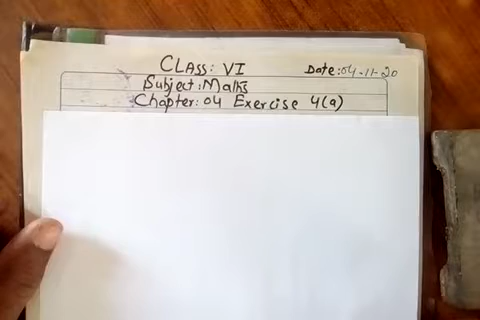 CLASS: VI
Date: 04-11-20
Subject: Maths
Chapter: 04 Exercise 4(a)